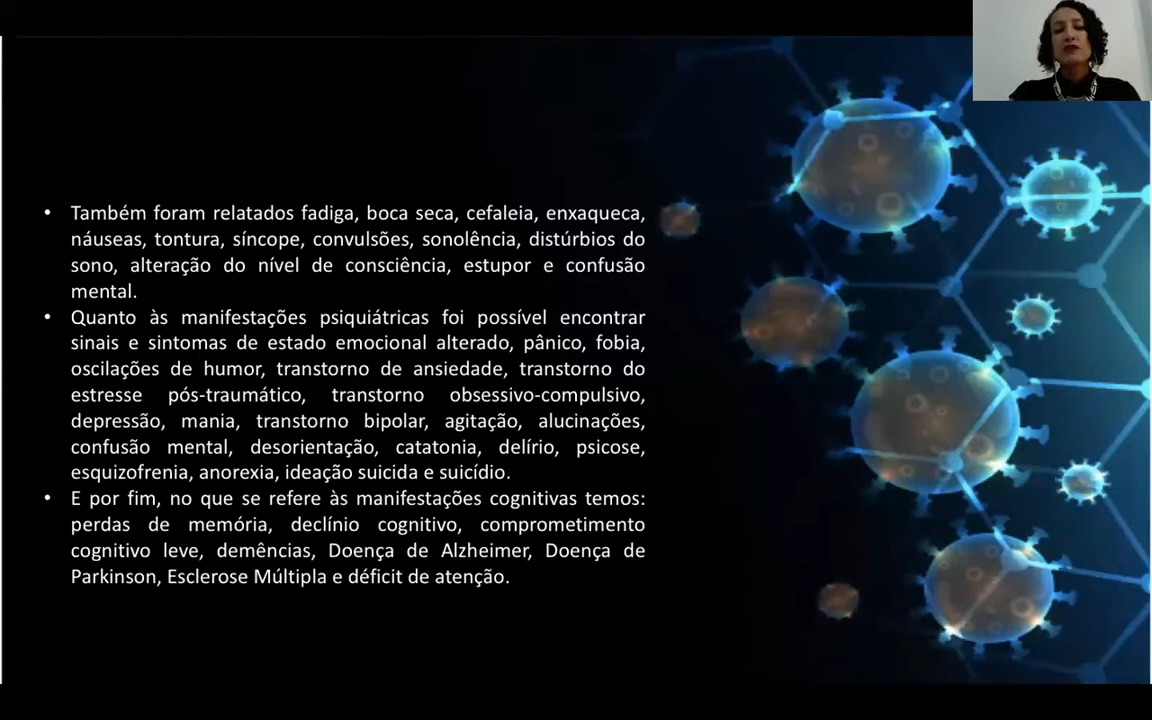 • Também foram relatados fadiga, boca seca, cefaleia, enxaqueca,
náuseas, tontura, síncope, convulsões, sonolência, distúrbios do
sono, alteração do nível de consciência, estupor e confusão
mental.
• Quanto às manifestações psiquiátricas foi possível encontrar
sinais e sintomas de estado emocional alterado, pânico, fobia,
oscilações de humor, transtorno de ansiedade, transtorno do
estresse pós-traumático, transtorno obsessivo-compulsivo,
depressão, mania, transtorno bipolar, agitação, alucinações,
confusão mental, desorientação, catatonia, delírio, psicose,
esquizofrenia, anorexia, ideação suicida e suicídio.
• E por fim, no que se refere às manifestações cognitivas temos:
perdas de memória, declínio cognitivo, comprometimento
cognitivo leve, demências, Doença de Alzheimer, Doença de
Parkinson, Esclerose Múltipla e déficit de atenção.